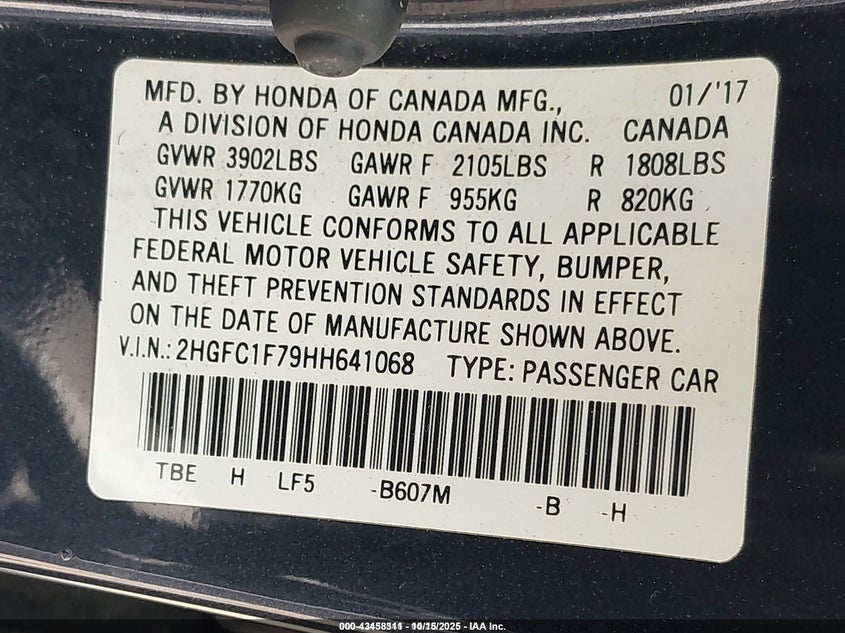 MFD. BY HONDA OF CANADA MFG., 01/'17
A DIVISION OF HONDA CANADA INC. CANADA
GVWR 3902LBS GAWR F 2105LBS R 1808LBS
GVWR 1770KG GAWR F 955KG R 820KG
THIS VEHICLE CONFORMS TO ALL APPLICABLE
FEDERAL MOTOR VEHICLE SAFETY, BUMPER,
AND THEFT PREVENTION STANDARDS IN EFFECT
ON THE DATE OF MANUFACTURE SHOWN ABOVE.
V.I.N.: 2HGFC1F79HH641068 TYPE: PASSENGER CAR
TBE H LF5 -B607M -B -H
000-43458311 - 10/15/2025 - IAA Inc.